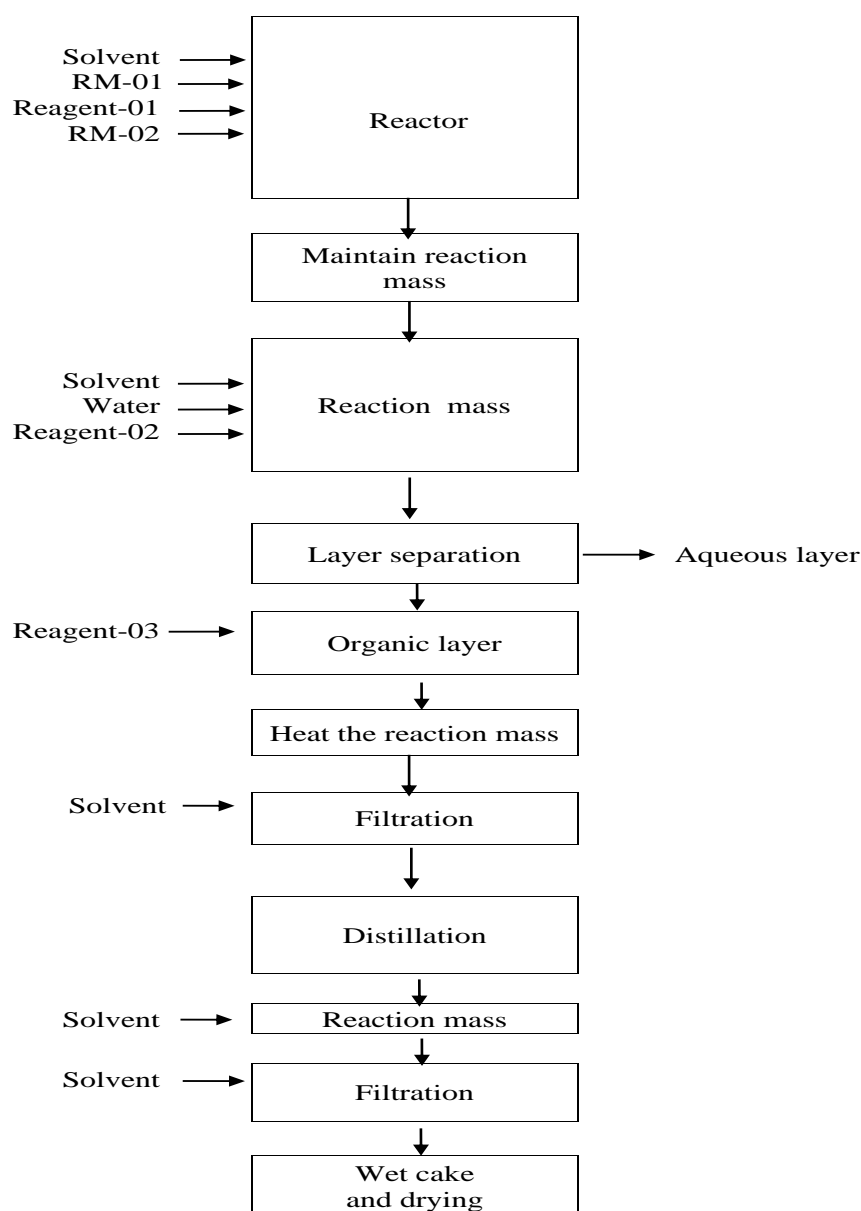 Solvent
RM-01
Reagent-01
RM-02
Reactor
Maintain reaction
mass
Solvent
Water
Reagent-02
Reaction mass
Layer separation
Aqueous layer
Reagent-03
Organic layer
Heat the reaction mass
Solvent
Filtration
Distillation
Solvent
Reaction mass
Solvent
Filtration
Wet cake
and drying